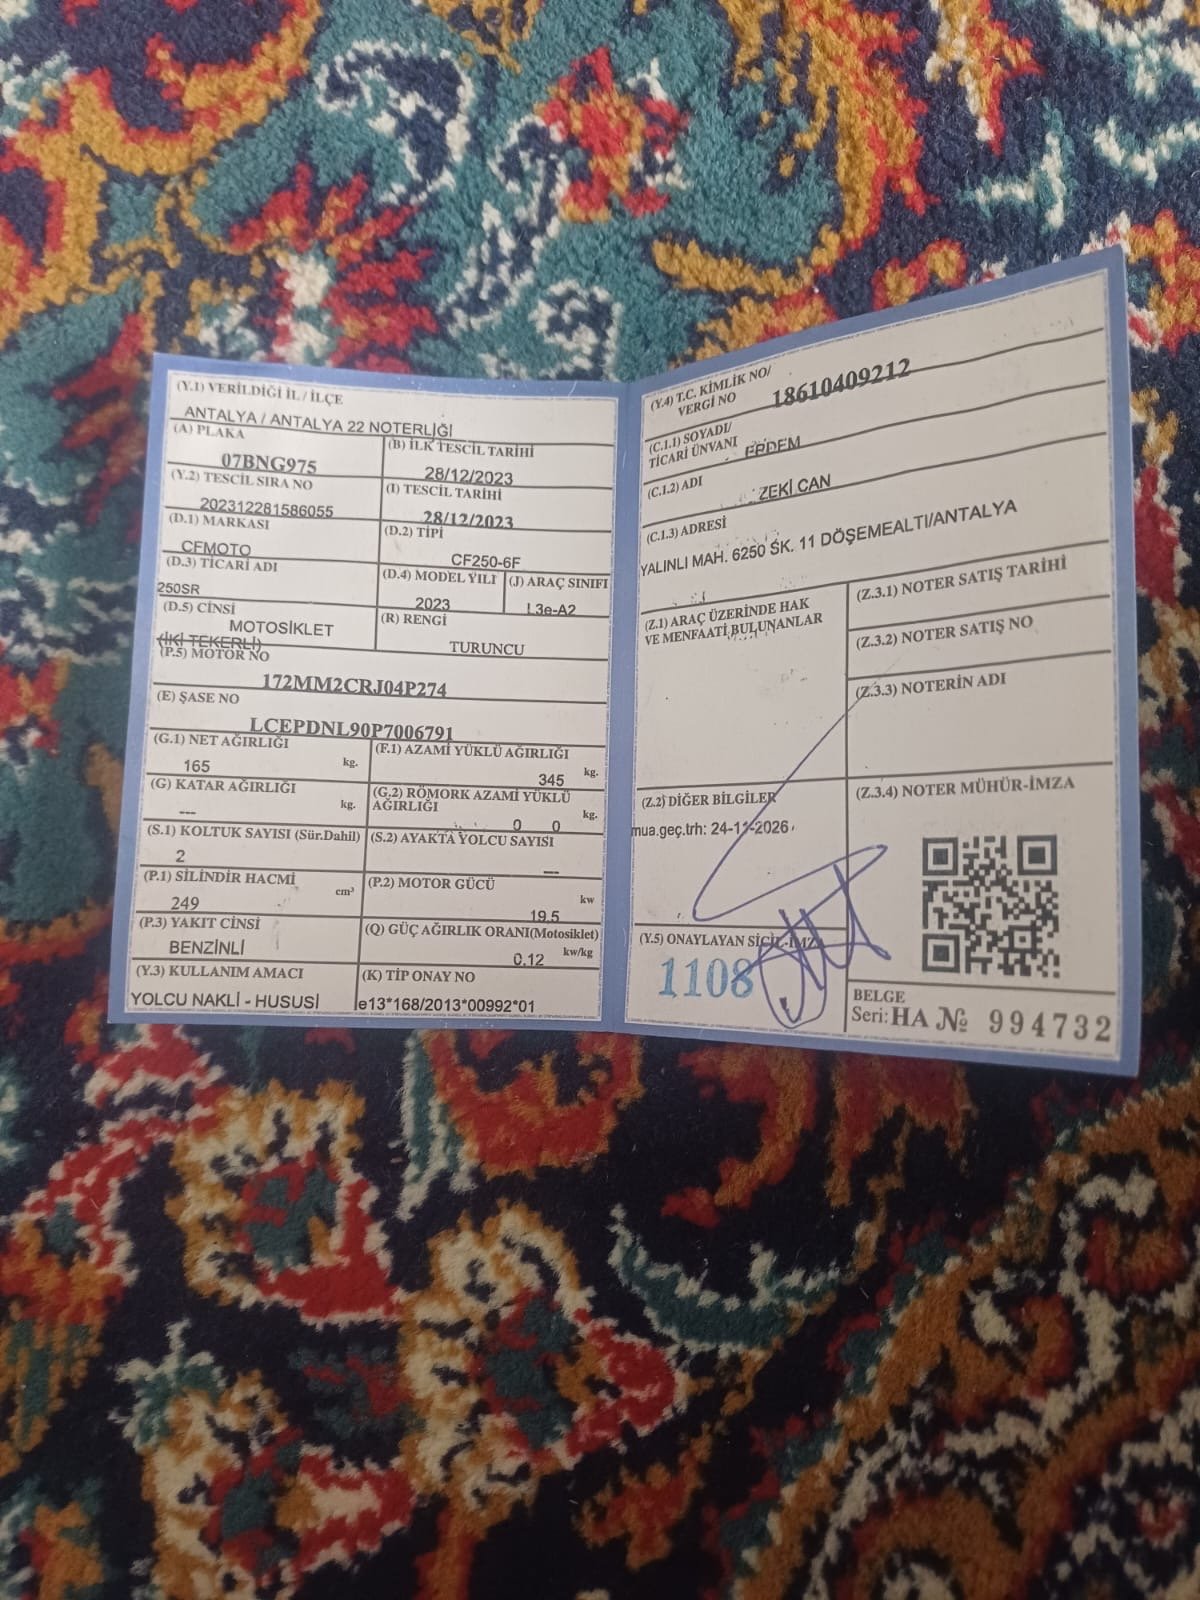 (Y.1) VERİLDİĞİ İL / İLÇE
ANTALYA / ANTALYA 22 NOTERLİĞİ
(A) PLAKA
07BNG975
(B) İLK TESCİL TARİHİ
28/12/2023
(Y.2) TESCİL SIRA NO
202312281586055
(I) TESCİL TARİHİ
28/12/2023
(D.1) MARKASI
CFMOTO
(D.2) TİPİ
CF250-6F
(D.3) TİCARİ ADI
250SR
(D.4) MODEL YILI
2023
(J) ARAÇ SINIFI
L3e-A2
(D.5) CİNSİ
MOTOSİKLET
(İKİ TEKERLİ)
(R) RENGİ
TURUNCU
(P.5) MOTOR NO
172MM2CRJ04P274
(E) ŞASE NO
LCEPDNL90P7006791
(G.1) NET AĞIRLIĞI
165 kg.
(F.1) AZAMİ YÜKLÜ AĞIRLIĞI
345 kg.
(G) KATAR AĞIRLIĞI
--- kg.
(G.2) RÖMORK AZAMİ YÜKLÜ
AĞIRLIĞI
0 0 kg.
(S.1) KOLTUK SAYISI (Sür.Dahil)
2
(S.2) AYAKTA YOLCU SAYISI
---
(P.1) SİLİNDİR HACMİ
249 cm³
(P.2) MOTOR GÜCÜ
19.5 kw
(P.3) YAKIT CİNSİ
BENZİNLİ
(Q) GÜÇ AĞIRLIK ORANI(Motosiklet)
0.12 kw/kg
(Y.3) KULLANIM AMACI
YOLCU NAKLİ - HUSUSİ
(K) TİP ONAY NO
e13*168/2013*00992*01
(Y.4) T.C. KİMLİK NO/
VERGİ NO
18610409212
(C.1.1) SOYADI/
TİCARİ ÜNVANI
ERDEM
(C.1.2) ADI
ZEKİ CAN
(C.1.3) ADRESİ
YALINLI MAH. 6250 SK. 11 DÖŞEMEALTI/ANTALYA
(Z.1) ARAÇ ÜZERİNDE HAK
VE MENFAATİ BULUNANLAR
(Z.3.1) NOTER SATIŞ TARİHİ
(Z.3.2) NOTER SATIŞ NO
(Z.3.3) NOTERİN ADI
(Z.2) DİĞER BİLGİLER
mua.geç.trh: 24-11-2026
(Z.3.4) NOTER MÜHÜR-İMZA
(Y.5) ONAYLAYAN SİCİL-İMZA
1108
BELGE
Seri: HA № 994732